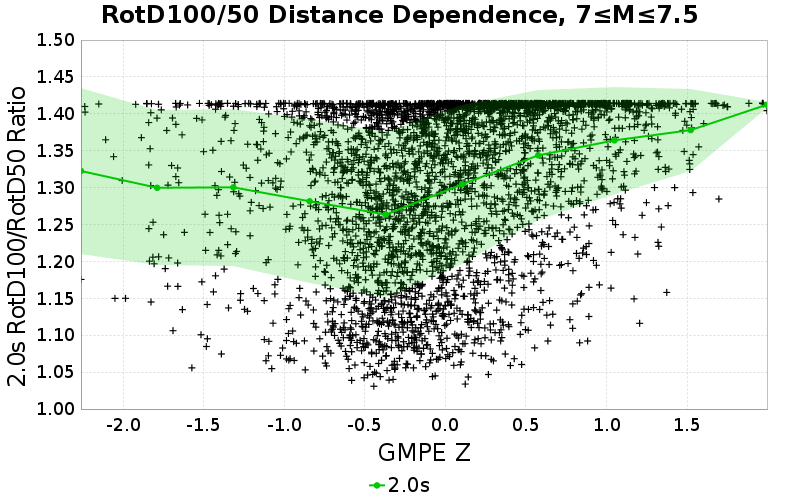 RotD100/50 Distance Dependence, 7≤M≤7.5
2.0s RotD100/RotD50 Ratio
1.50
1.45
1.40
1.35
1.30
1.25
1.20
1.15
1.10
1.05
1.00
-2.0 -1.5 -1.0 -0.5 0.0 0.5 1.0 1.5
GMPE Z
2.0s